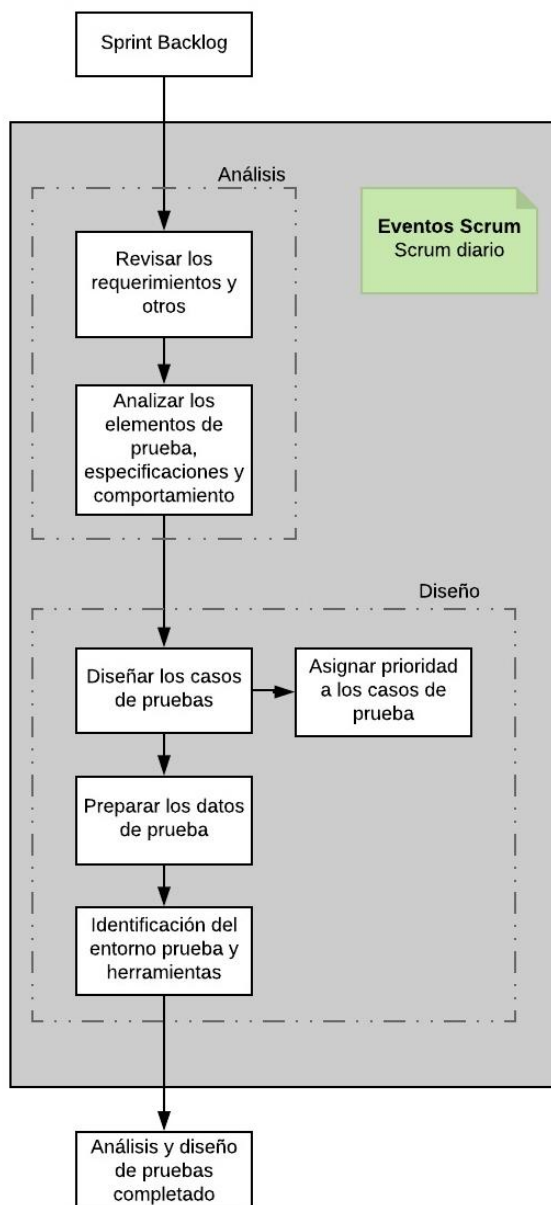 Sprint Backlog
Análisis
Eventos Scrum
Scrum diario
Revisar los
requerimientos y
otros
Analizar los
elementos de
prueba,
especificaciones y
comportamiento
Diseño
Diseñar los casos
de pruebas
Asignar prioridad
a los casos de
prueba
Preparar los datos
de prueba
Identificación del
entorno prueba y
herramientas
Análisis y diseño
de pruebas
completado